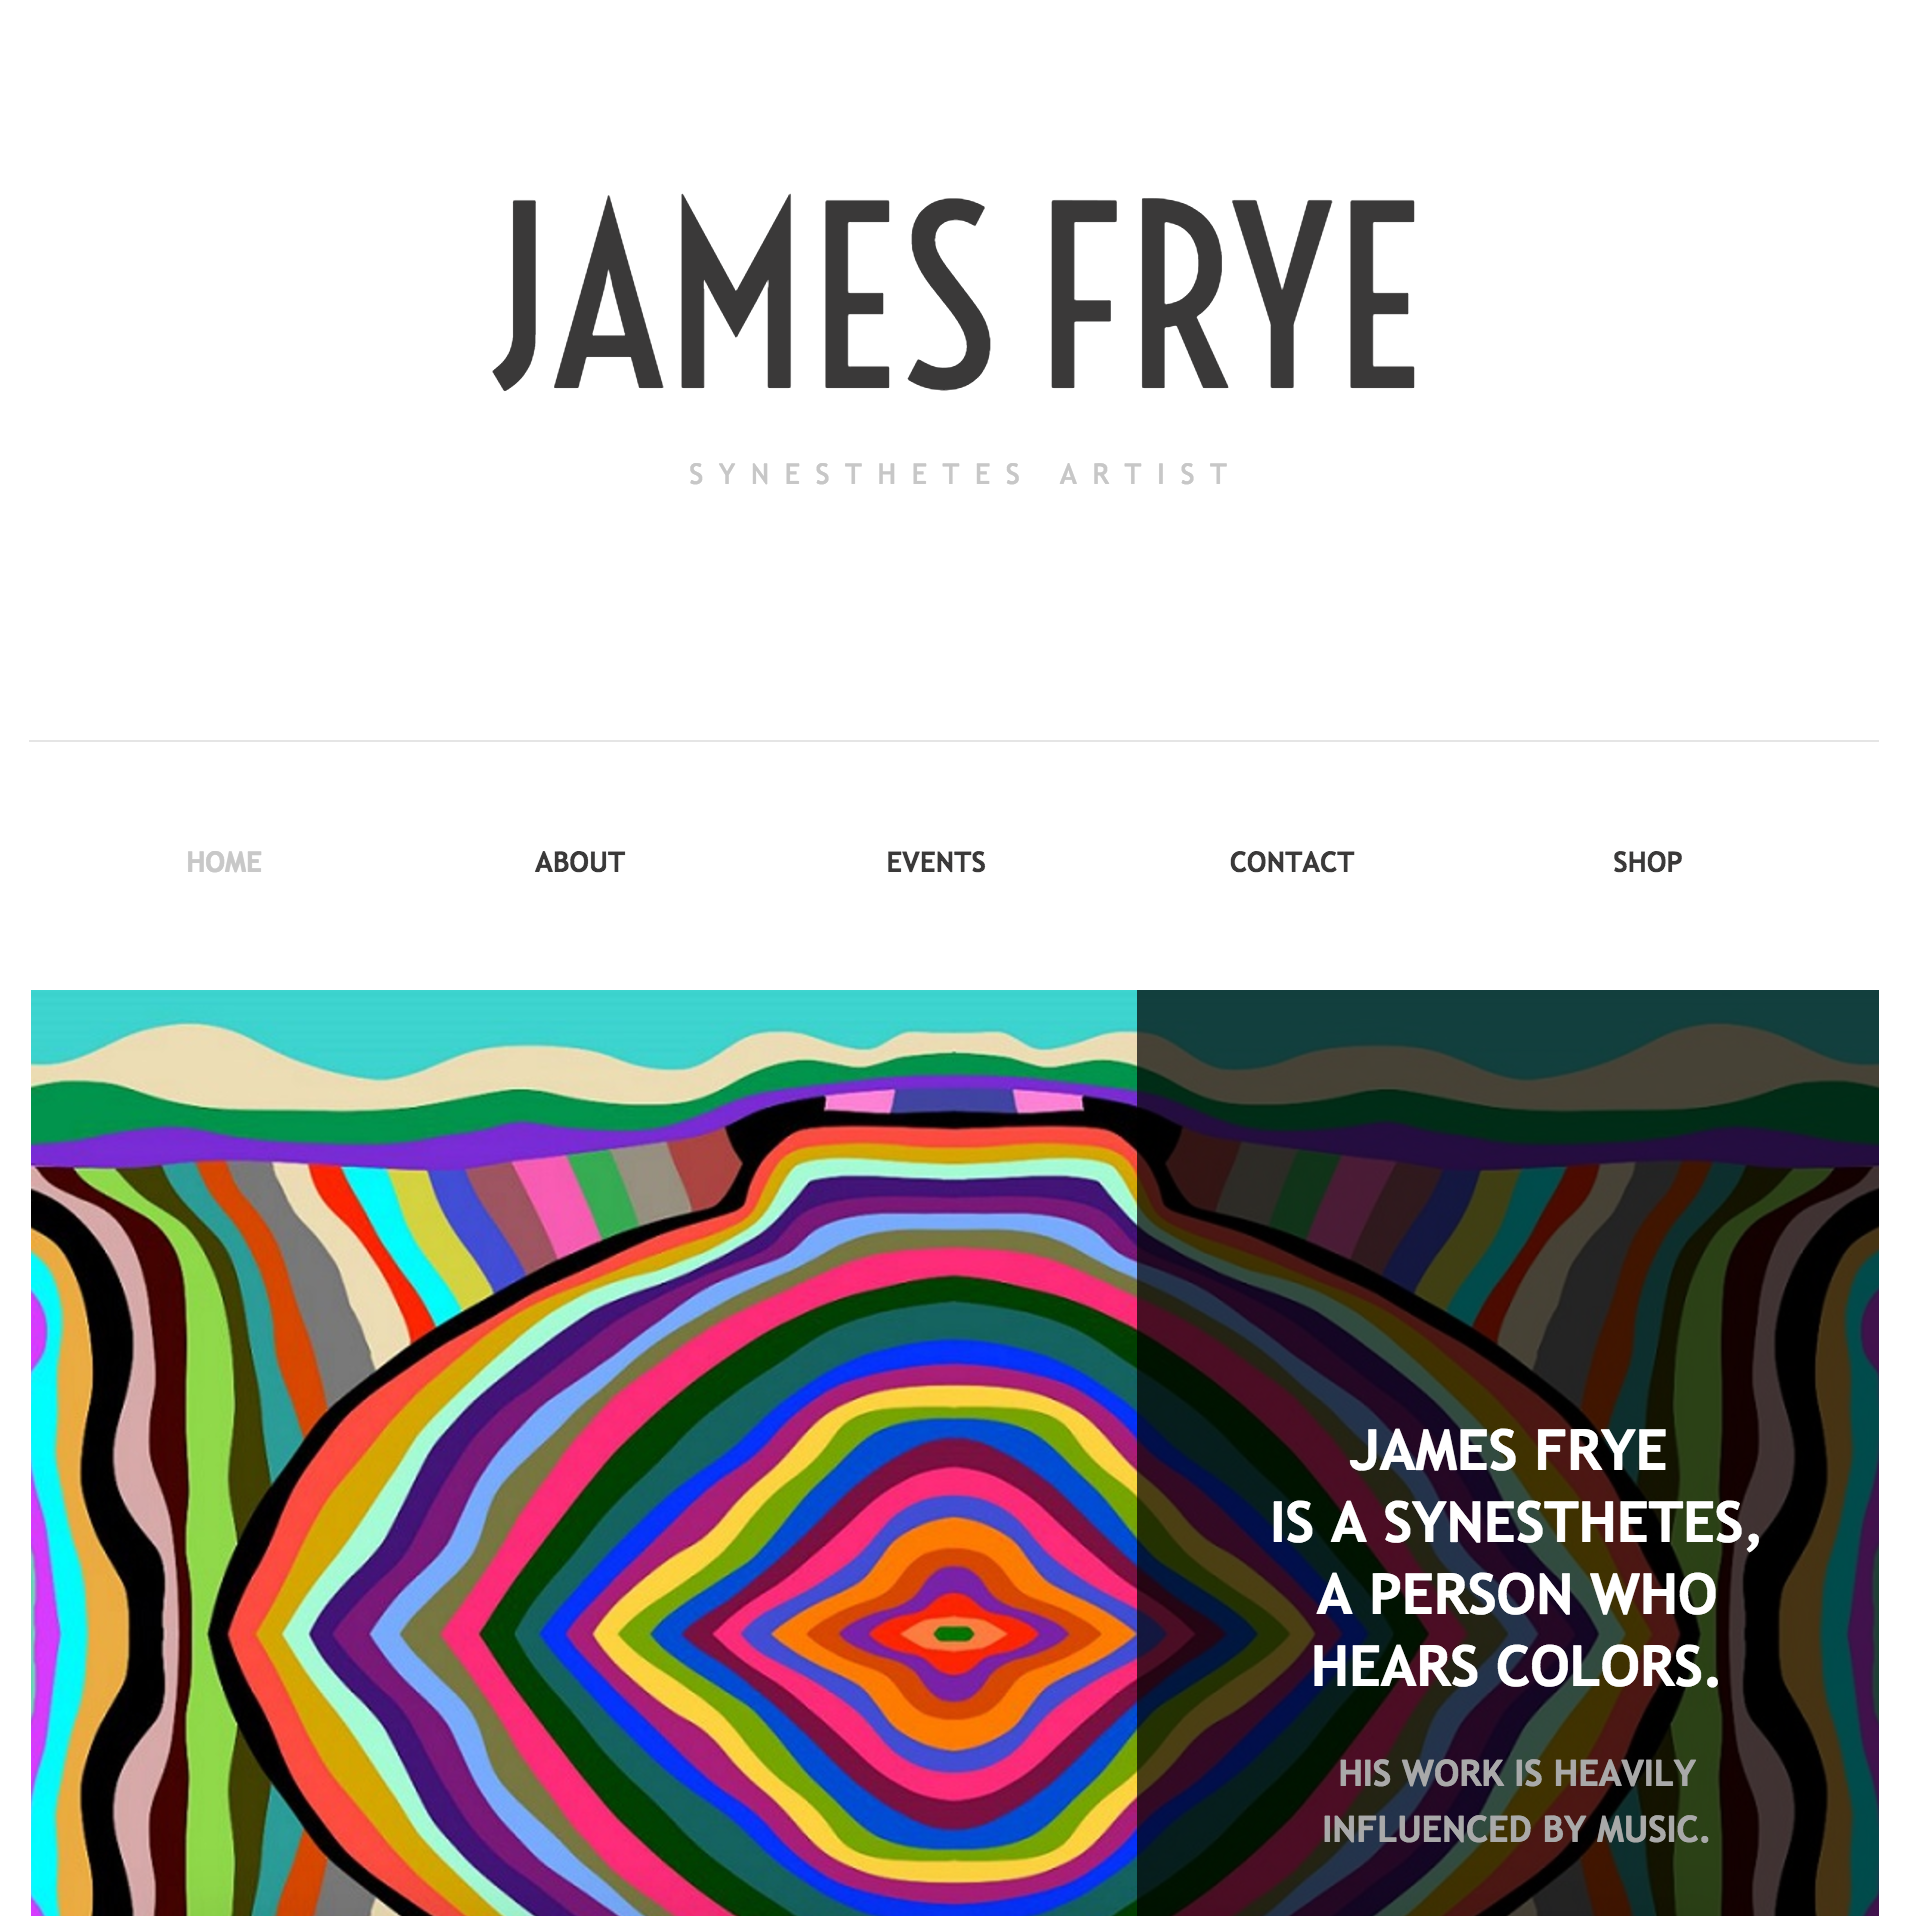 JAMES FRYE
SYNESTHETES ARTIST
HOME
ABOUT
EVENTS
CONTACT
SHOP
JAMES FRYE
IS A SYNESTHETES,
A PERSON WHO
HEARS COLORS.
HIS WORK IS HEAVILY
INFLUENCED BY MUSIC.